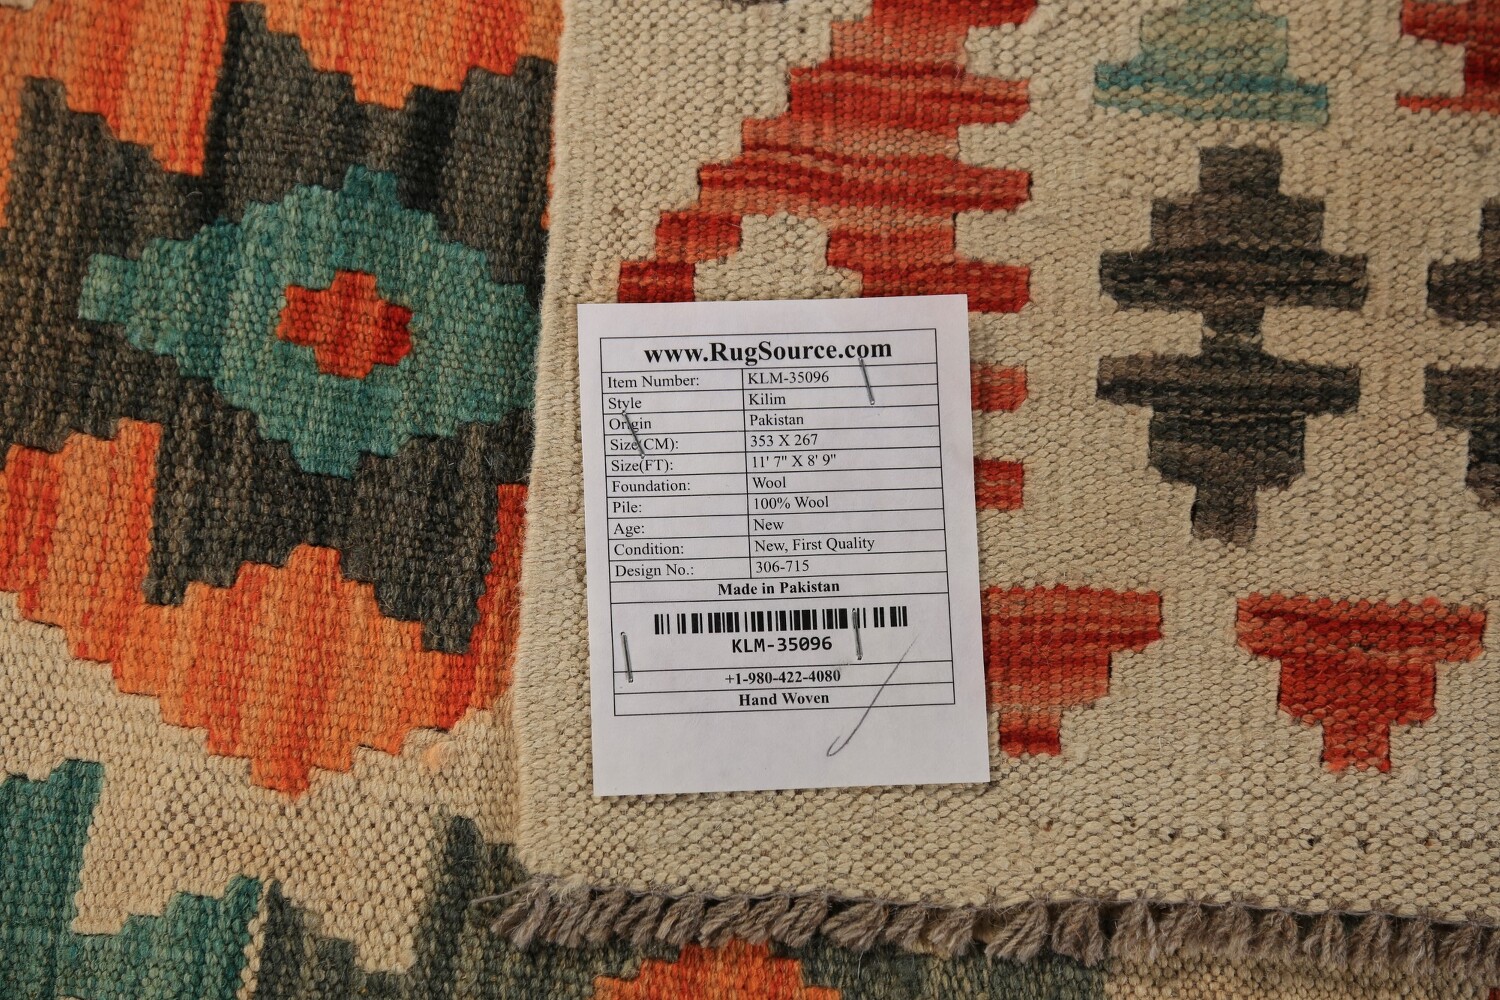 www.RugSource.com
Item Number: KLM-35096
Style Kilim
Origin Pakistan
Size(CM): 353 X 267
Size(FT): 11' 7" X 8' 9"
Foundation: Wool
Pile: 100% Wool
Age: New
Condition: New, First Quality
Design No.: 306-715
Made in Pakistan
KLM-35096
+1-980-422-4080
Hand Woven